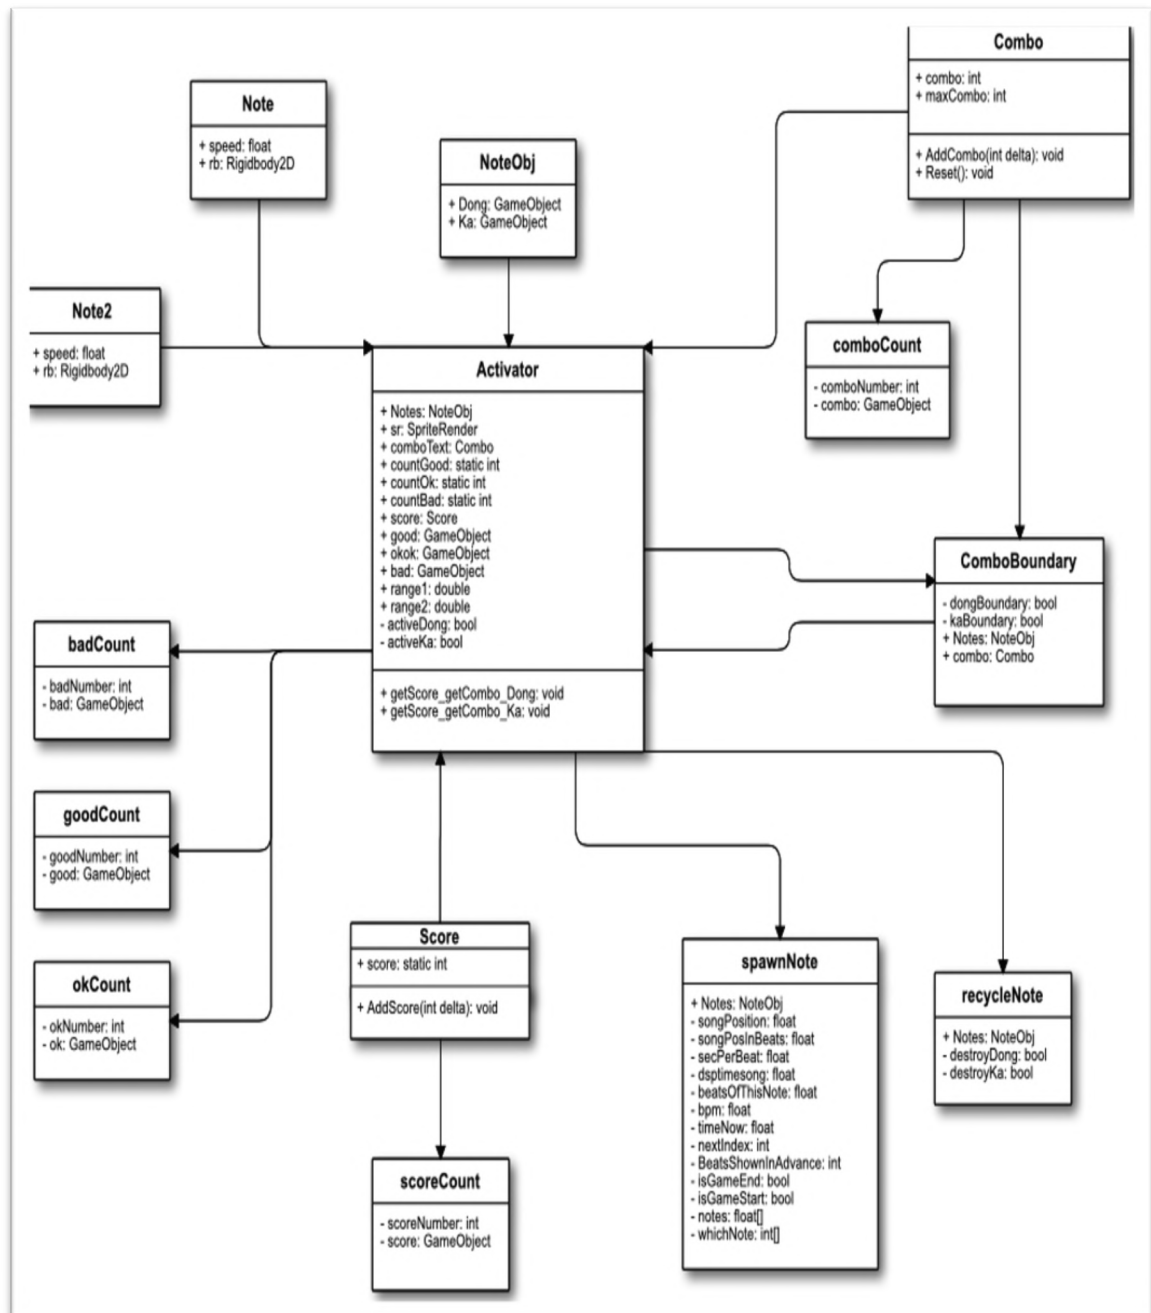 Combo
+ combo: int
+ maxCombo: int
+ AddCombo(int delta): void
+ Reset(): void
Note
+ speed: float
+ rb: Rigidbody2D
NoteObj
+ Dong: GameObject
+ Ka: GameObject
Note2
+ speed: float
+ rb: Rigidbody2D
comboCount
- comboNumber: int
- combo: GameObject
Activator
+ Notes: NoteObj
+ sr: SpriteRender
+ comboText: Combo
+ countGood: static int
+ countOk: static int
+ countBad: static int
+ score: Score
+ good: GameObject
+ okok: GameObject
+ bad: GameObject
+ range1: double
+ range2: double
- activeDong: bool
- activeKa: bool
+ getScore_getCombo_Dong: void
+ getScore_getCombo_Ka: void
ComboBoundary
- dongBoundary: bool
- kaBoundary: bool
+ Notes: NoteObj
+ combo: Combo
badCount
- badNumber: int
- bad: GameObject
goodCount
- goodNumber: int
- good: GameObject
okCount
- okNumber: int
- ok: GameObject
Score
+ score: static int
+ AddScore(int delta): void
scoreCount
- scoreNumber: int
- score: GameObject
spawnNote
+ Notes: NoteObj
- songPosition: float
- songPosInBeats: float
- secPerBeat: float
- dsptimesong: float
- beatsOfThisNote: float
- bpm: float
- timeNow: float
- nextIndex: int
- BeatsShownInAdvance: int
- isGameEnd: bool
- isGameStart: bool
- notes: float[]
- whichNote: int[]
recycleNote
+ Notes: NoteObj
- destroyDong: bool
- destroyKa: bool